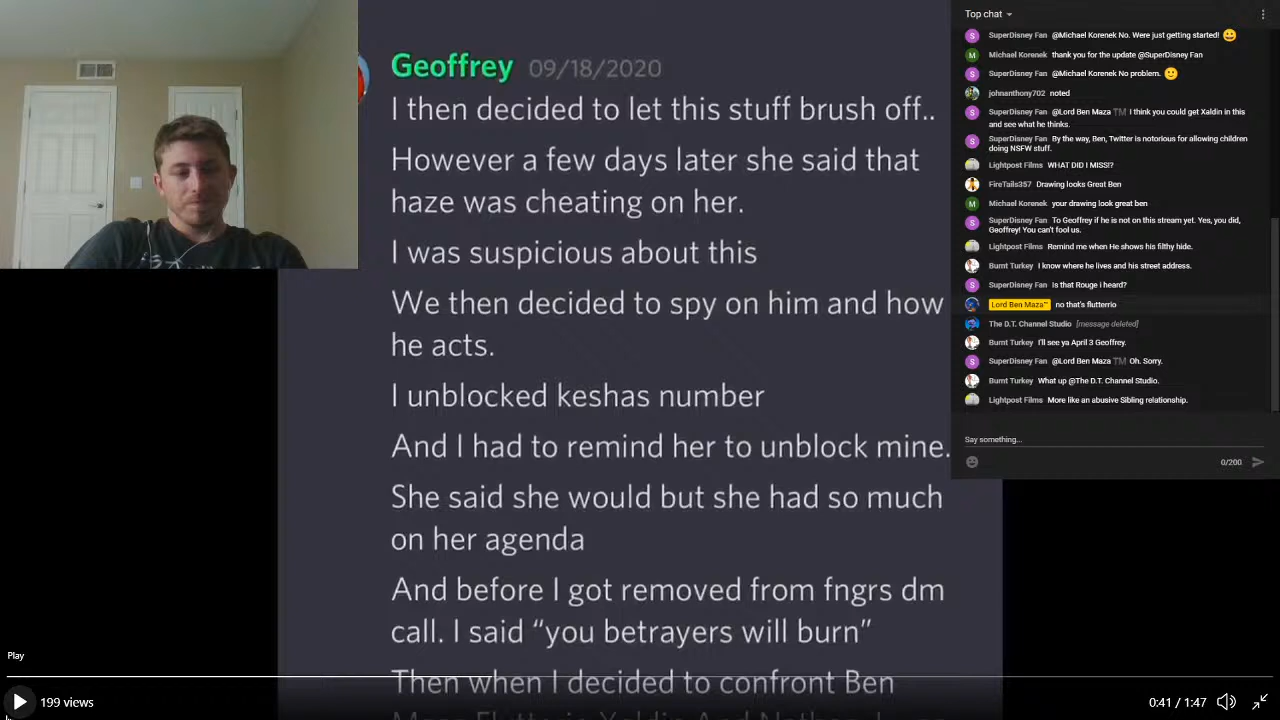 Geoffrey 09/18/2020
I then decided to let this stuff brush off..
However a few days later she said that
haze was cheating on her.
I was suspicious about this
We then decided to spy on him and how
he acts.
I unblocked keshas number
And I had to remind her to unblock mine.
She said she would but she had so much
on her agenda
And before I got removed from fngrs dm
call. I said “you betrayers will burn”
Then when I decided to confront Ben
Top chat
SuperDisney Fan @Michael Korenek No. Were just getting started! 😀
Michael Korenek thank you for the update @SuperDisney Fan
SuperDisney Fan @Michael Korenek No problem. 🙂
johnanthony702 noted
SuperDisney Fan @Lord Ben Maza ™️ I think you could get Xaldin in this
and see what he thinks.
SuperDisney Fan By the way, Ben, Twitter is notorious for allowing children
doing NSFW stuff.
Lightpost Films WHAT DID I MISS!?
FireTails357 Drawing looks Great Ben
Michael Korenek your drawing look great ben
SuperDisney Fan To Geoffrey if he is not on this stream yet. Yes, you did,
Geoffrey! You can't fool us.
Lightpost Films Remind me when He shows his filthy hide.
Burnt Turkey I know where he lives and his street address.
SuperDisney Fan Is that Rouge i heard?
Lord Ben Maza™ no that's flutterrio
The D.T. Channel Studio [message deleted]
Burnt Turkey I'll see ya April 3 Geoffrey.
SuperDisney Fan @Lord Ben Maza ™️ Oh. Sorry.
Burnt Turkey What up @The D.T. Channel Studio.
Lightpost Films More like an abusive Sibling relationship.
Say something...
0/200
Play
199 views
0:41 / 1:47